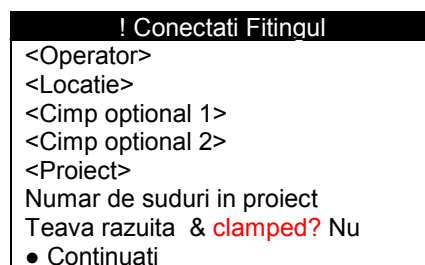 ! Conectati Fitingul
<Operator>
<Locatie>
<Cimp optional 1>
<Cimp optional 2>
<Proiect>
Numar de suduri in proiect
Teava razuita & clamped? Nu
● Continuati